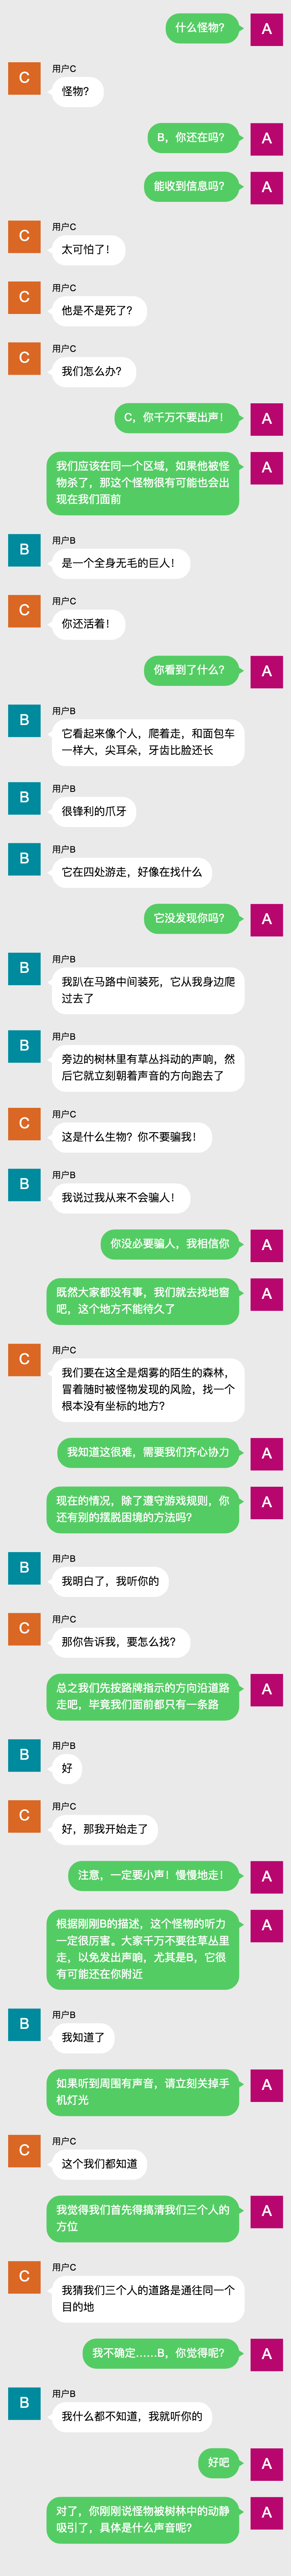 什么怪物？
A
用户C
C
怪物？
B，你还在吗？
A
能收到信息吗？
A
用户C
C
太可怕了！
用户C
C
他是不是死了？
用户C
C
我们怎么办？
C，你千万不要出声！
A
我们应该在同一个区域，如果他被怪
物杀了，那这个怪物很有可能也会出
现在我们面前
A
用户B
B
是一个全身无毛的巨人！
用户C
C
你还活着！
你看到了什么？
A
用户B
B
它看起来像个人，爬着走，和面包车
一样大，尖耳朵，牙齿比脸还长
用户B
B
很锋利的爪牙
用户B
B
它在四处游走，好像在找什么
它没发现你吗？
A
用户B
B
我趴在马路中间装死，它从我身边爬
过去了
用户B
B
旁边的树林里有草丛抖动的声响，然
后它就立刻朝着声音的方向跑去了
用户C
C
这是什么生物？你不要骗我！
用户B
B
我说过我从来不会骗人！
你没必要骗人，我相信你
A
既然大家都没有事，我们就去找地窖
吧，这个地方不能待久了
A
用户C
C
我们要在这全是烟雾的陌生的森林，
冒着随时被怪物发现的风险，找一个
根本没有坐标的地方？
我知道这很难，需要我们齐心协力
A
现在的情况，除了遵守游戏规则，你
还有别的摆脱困境的方法吗？
A
用户B
B
我明白了，我听你的
用户C
C
那你告诉我，要怎么找？
总之我们先按路牌指示的方向沿道路
走吧，毕竟我们面前都只有一条路
A
用户B
B
好
用户C
C
好，那我开始走了
注意，一定要小声！慢慢地走！
A
根据刚刚B的描述，这个怪物的听力
一定很厉害。大家千万不要往草丛里
走，以免发出声响，尤其是B，它很
有可能还在你附近
A
用户B
B
我知道了
如果听到周围有声音，请立刻关掉手
机灯光
A
用户C
C
这个我们都知道
我觉得我们首先得搞清我们三个人的
方位
A
用户C
C
我猜我们三个人的道路是通往同一个
目的地
我不确定……B，你觉得呢？
A
用户B
B
我什么都不知道，我就听你的
好吧
A
对了，你刚刚说怪物被树林中的动静
吸引了，具体是什么声音呢？
A